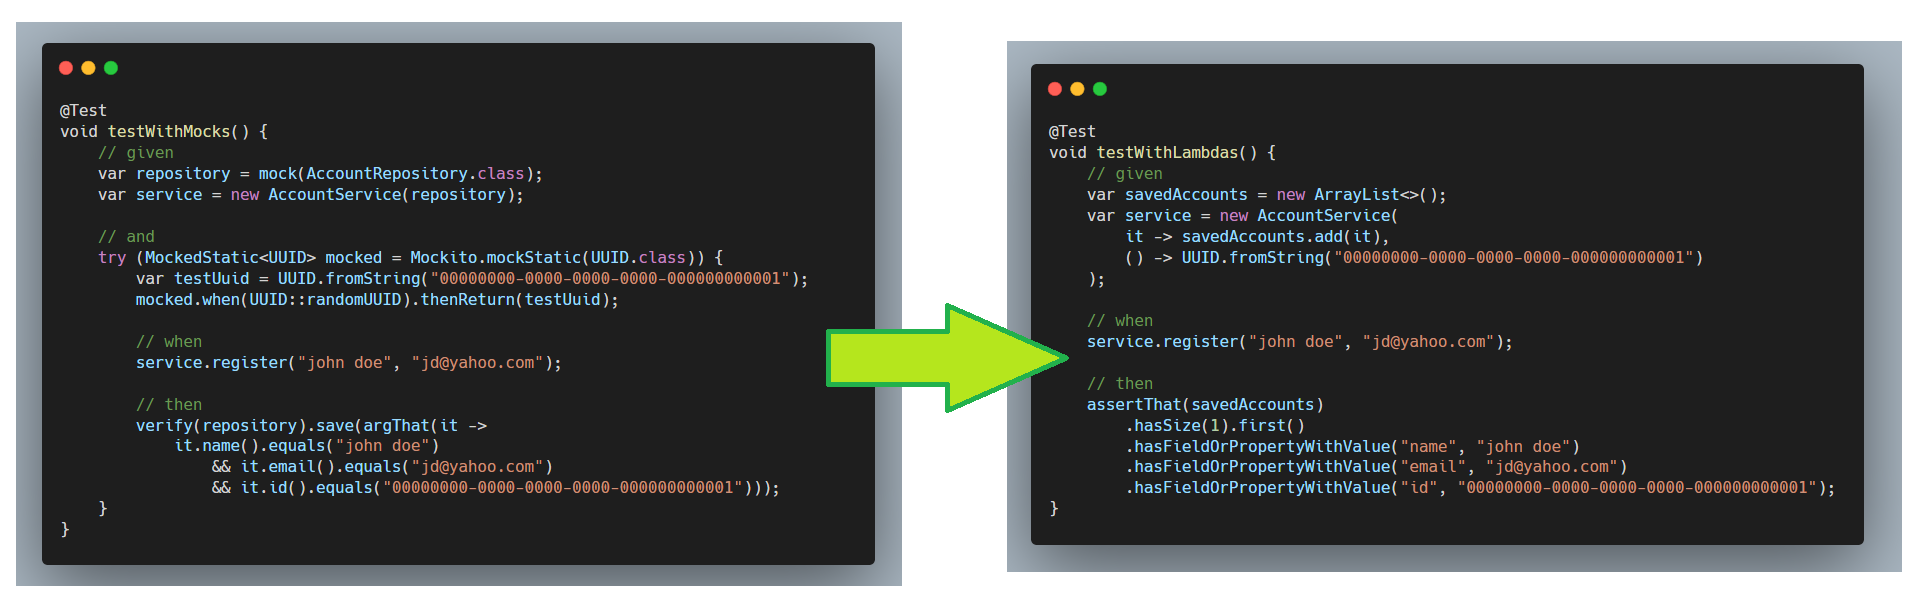 @Test
void testWithMocks() {
    // given
    var repository = mock(AccountRepository.class);
    var service = new AccountService(repository);

    // and
    try (MockedStatic<UUID> mocked = Mockito.mockStatic(UUID.class)) {
        var testUuid = UUID.fromString("00000000-0000-0000-0000-000000000001");
        mocked.when(UUID::randomUUID).thenReturn(testUuid);

        // when
        service.register("john doe", "jd@yahoo.com");

        // then
        verify(repository).save(argThat(it ->
            it.name().equals("john doe")
                && it.email().equals("jd@yahoo.com")
                && it.id().equals("00000000-0000-0000-0000-000000000001")));
    }
}
@Test
void testWithLambdas() {
    // given
    var savedAccounts = new ArrayList<>();
    var service = new AccountService(
        it -> savedAccounts.add(it),
        () -> UUID.fromString("00000000-0000-0000-0000-000000000001")
    );

    // when
    service.register("john doe", "jd@yahoo.com");

    // then
    assertThat(savedAccounts)
        .hasSize(1).first()
        .hasFieldOrPropertyWithValue("name", "john doe")
        .hasFieldOrPropertyWithValue("email", "jd@yahoo.com")
        .hasFieldOrPropertyWithValue("id", "00000000-0000-0000-0000-000000000001");
}